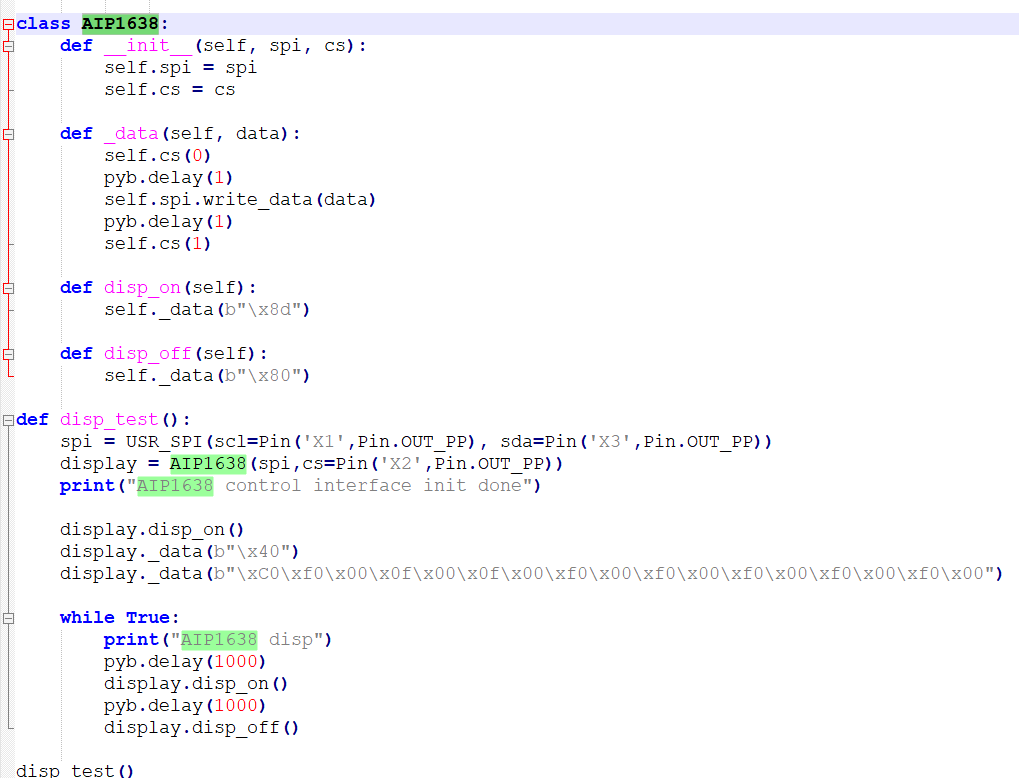 class AIP1638:
    def __init__(self, spi, cs):
        self.spi = spi
        self.cs = cs
    def _data(self, data):
        self.cs(0)
        pyb.delay(1)
        self.spi.write_data(data)
        pyb.delay(1)
        self.cs(1)
    def disp_on(self):
        self._data(b"\x8d")
    def disp_off(self):
        self._data(b"\x80")
def disp_test():
    spi = USR_SPI(scl=Pin('X1',Pin.OUT_PP), sda=Pin('X3',Pin.OUT_PP))
    display = AIP1638(spi,cs=Pin('X2',Pin.OUT_PP))
    print("AIP1638 control interface init done")
    display.disp_on()
    display._data(b"\x40")
    display._data(b"\xC0\xf0\x00\x0f\x00\x0f\x00\xf0\x00\xf0\x00\xf0\x00\xf0\x00\xf0\x00")
    while True:
        print("AIP1638 disp")
        pyb.delay(1000)
        display.disp_on()
        pyb.delay(1000)
        display.disp_off()
disp_test()